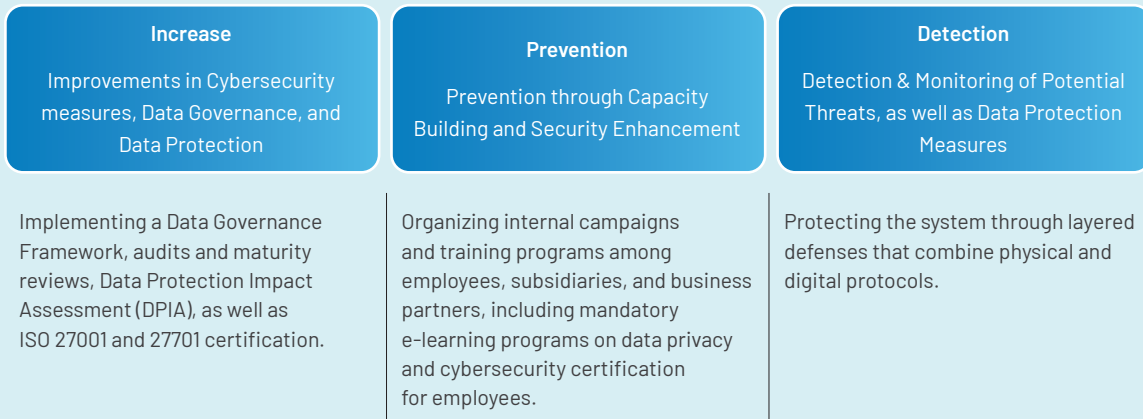 Increase
Improvements in Cybersecurity
measures, Data Governance, and
Data Protection
Prevention
Prevention through Capacity
Building and Security Enhancement
Detection
Detection & Monitoring of Potential
Threats, as well as Data Protection
Measures
Implementing a Data Governance
Framework, audits and maturity
reviews, Data Protection Impact
Assessment (DPIA), as well as
ISO 27001 and 27701 certification.
Organizing internal campaigns
and training programs among
employees, subsidiaries, and business
partners, including mandatory
e-learning programs on data privacy
and cybersecurity certification
for employees.
Protecting the system through layered
defenses that combine physical and
digital protocols.